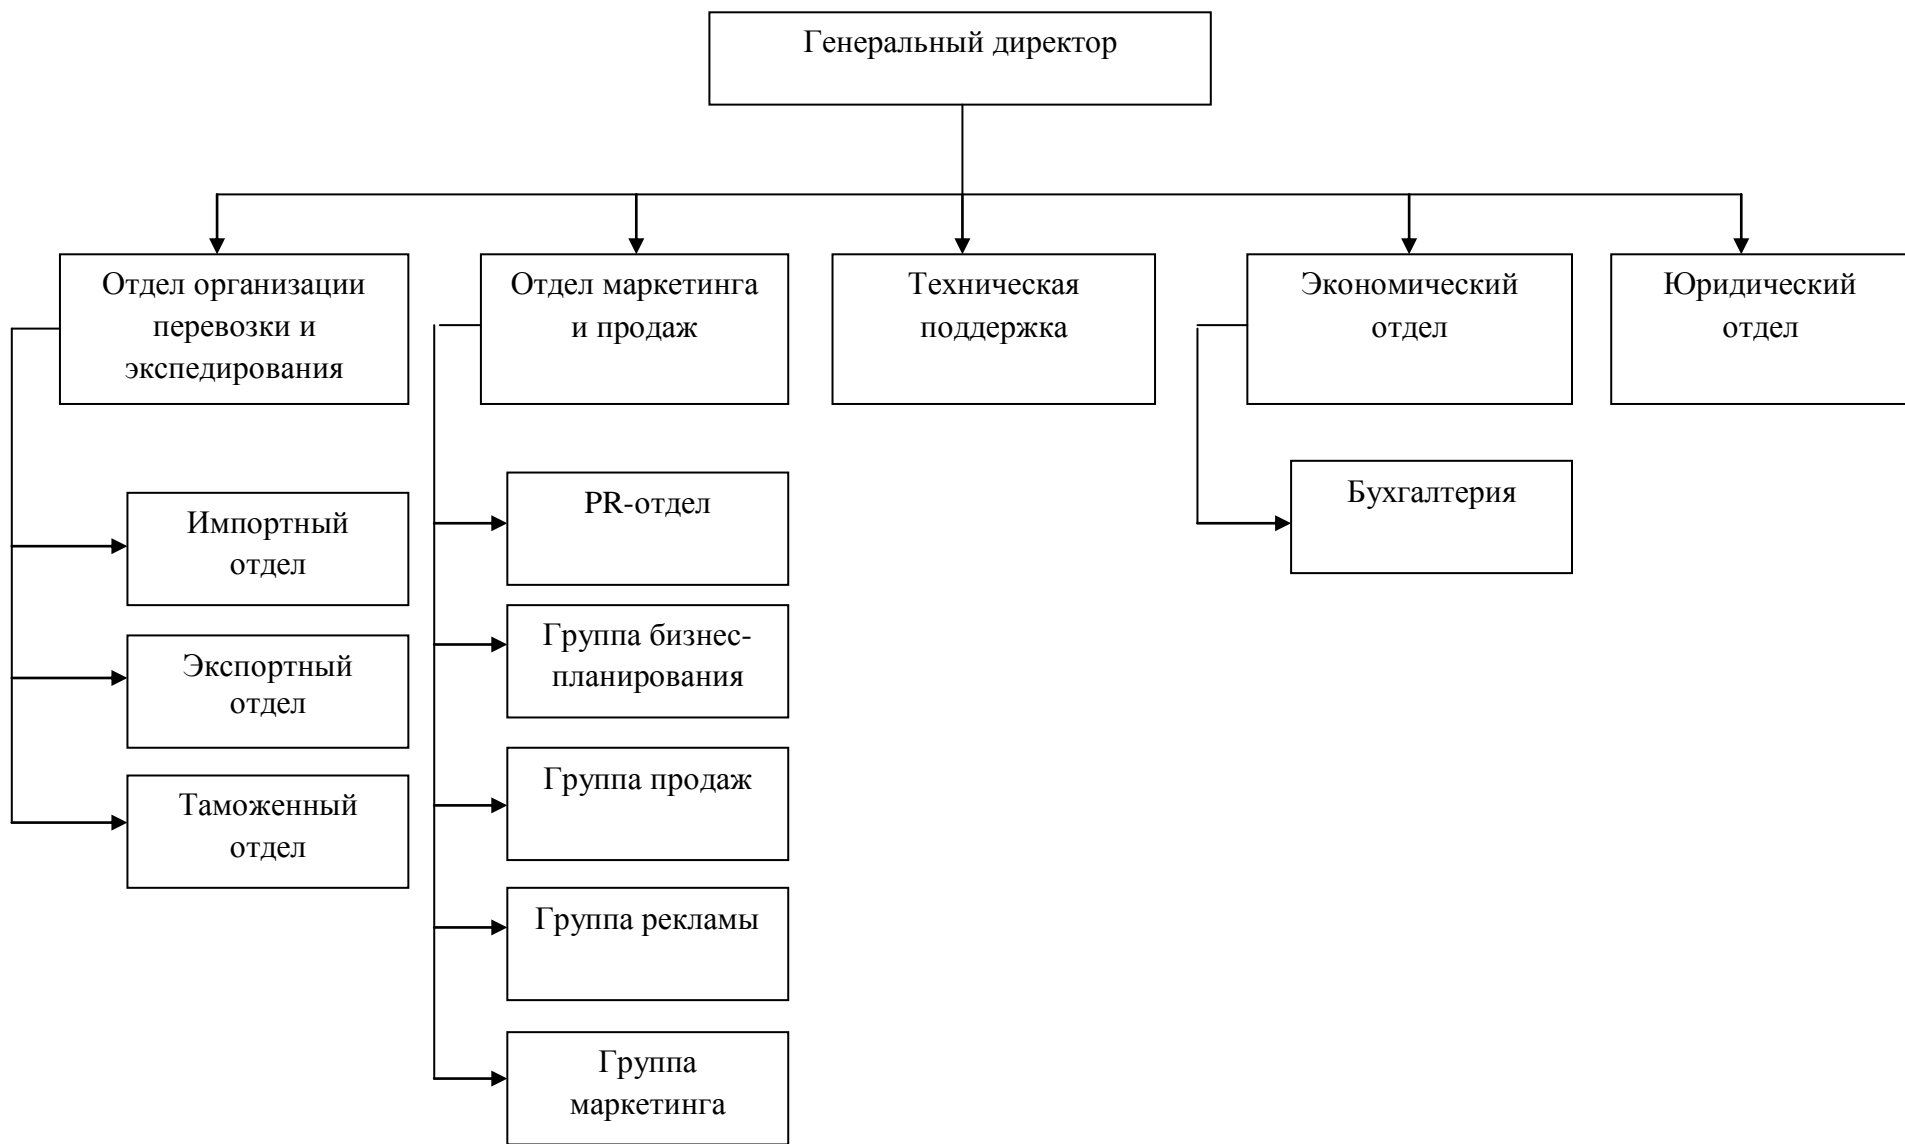 Генеральный директор
Отдел организации
перевозки и
экспедирования
Отдел маркетинга
и продаж
Техническая
поддержка
Экономический
отдел
Юридический
отдел
Импортный
отдел
Экспортный
отдел
Таможенный
отдел
PR-отдел
Группа бизнес-
планирования
Группа продаж
Группа рекламы
Группа
маркетинга
Бухгалтерия